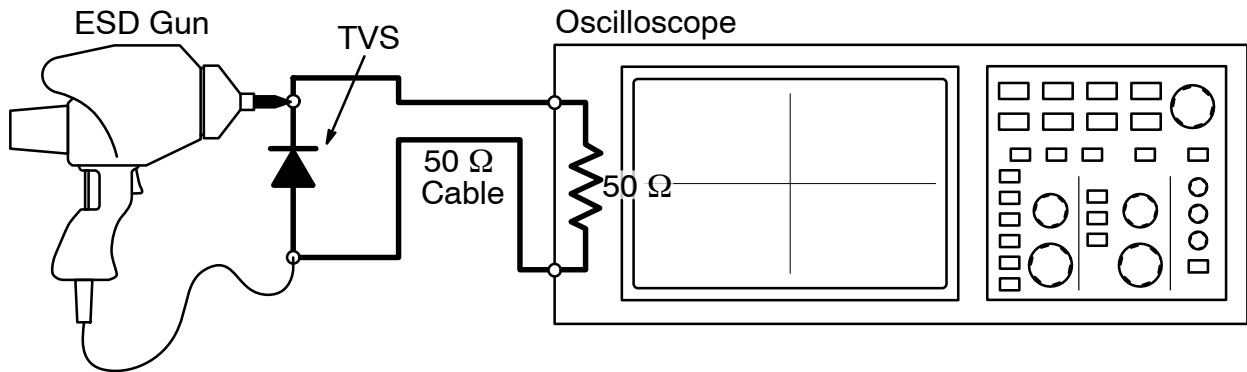 ESD Gun
TVS
Oscilloscope
50 Ω
Cable
50 Ω